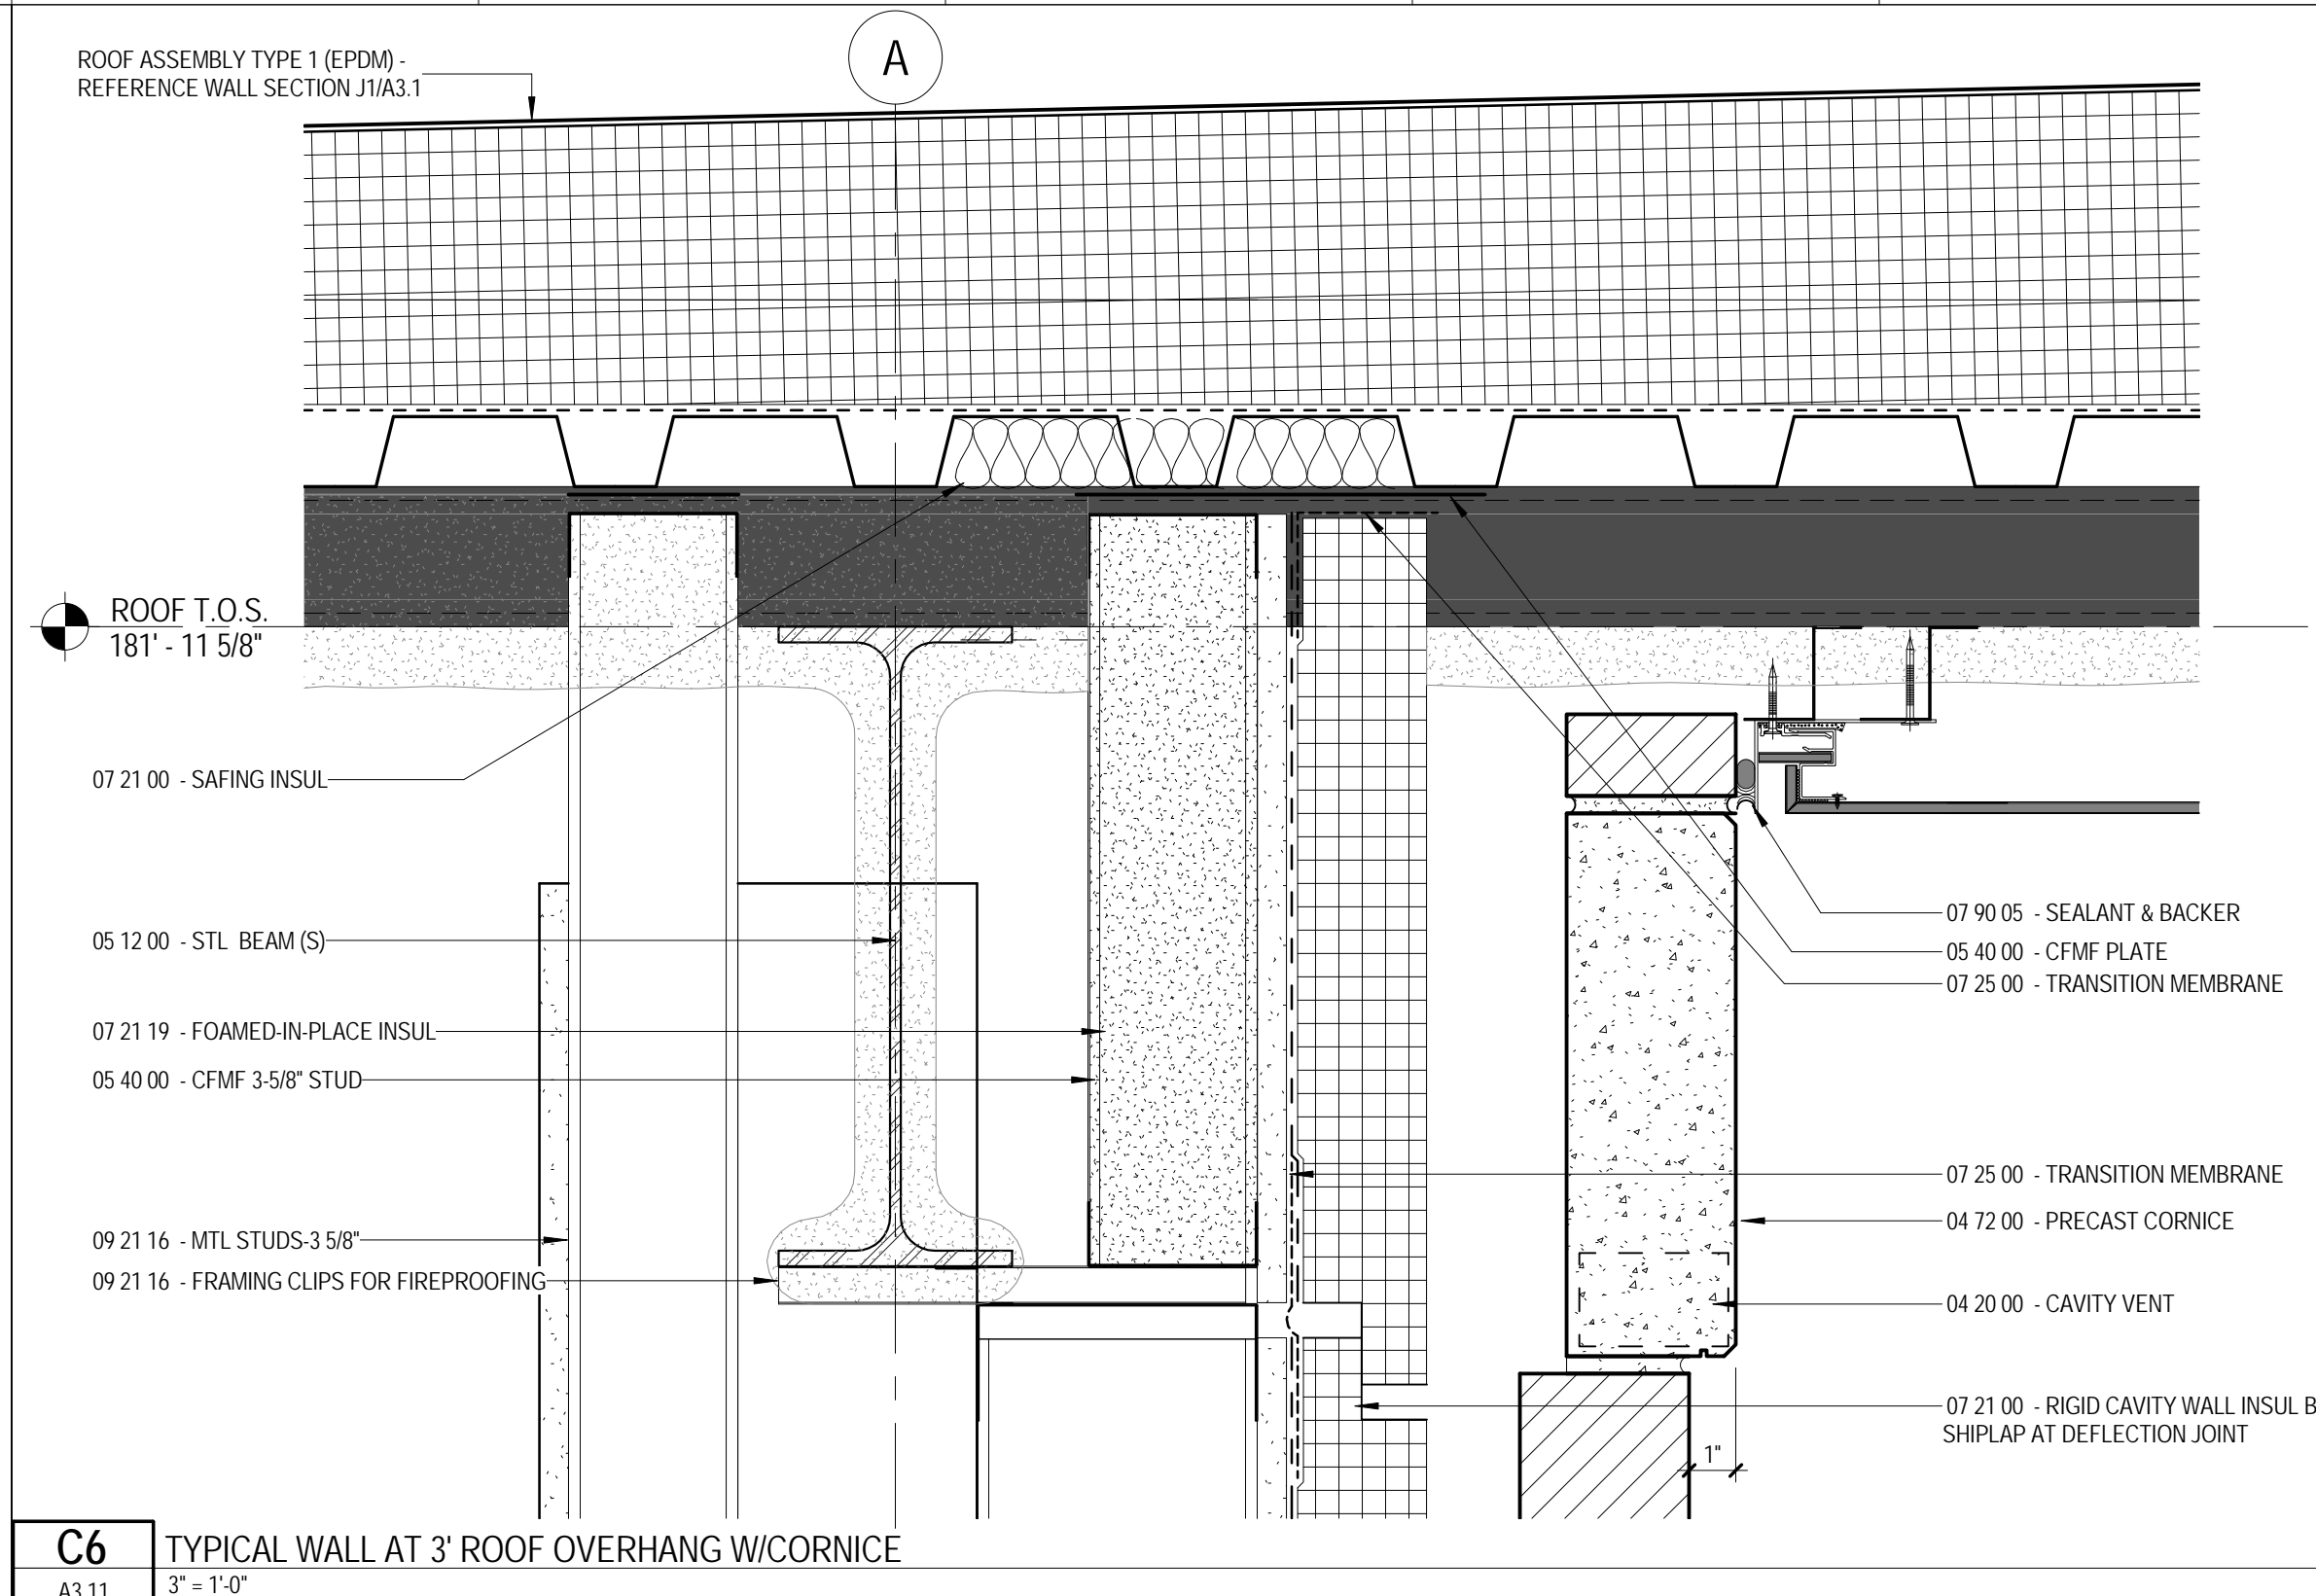 ROOF ASSEMBLY TYPE 1 (EPDM) -
REFERENCE WALL SECTION J1/A3.1
A
ROOF T.O.S.
181' - 11 5/8"
07 21 00 - SAFING INSUL
05 12 00 - STL BEAM (S)
07 21 19 - FOAMED-IN-PLACE INSUL
05 40 00 - CFMF 3-5/8" STUD
09 21 16 - MTL STUDS-3 5/8"
09 21 16 - FRAMING CLIPS FOR FIREPROOFING
07 90 05 - SEALANT & BACKER
05 40 00 - CFMF PLATE
07 25 00 - TRANSITION MEMBRANE
07 25 00 - TRANSITION MEMBRANE
04 72 00 - PRECAST CORNICE
04 20 00 - CAVITY VENT
07 21 00 - RIGID CAVITY WALL INSUL B
SHIPLAP AT DEFLECTION JOINT
1"
C6
TYPICAL WALL AT 3' ROOF OVERHANG W/CORNICE
A3.11
3" = 1'-0"